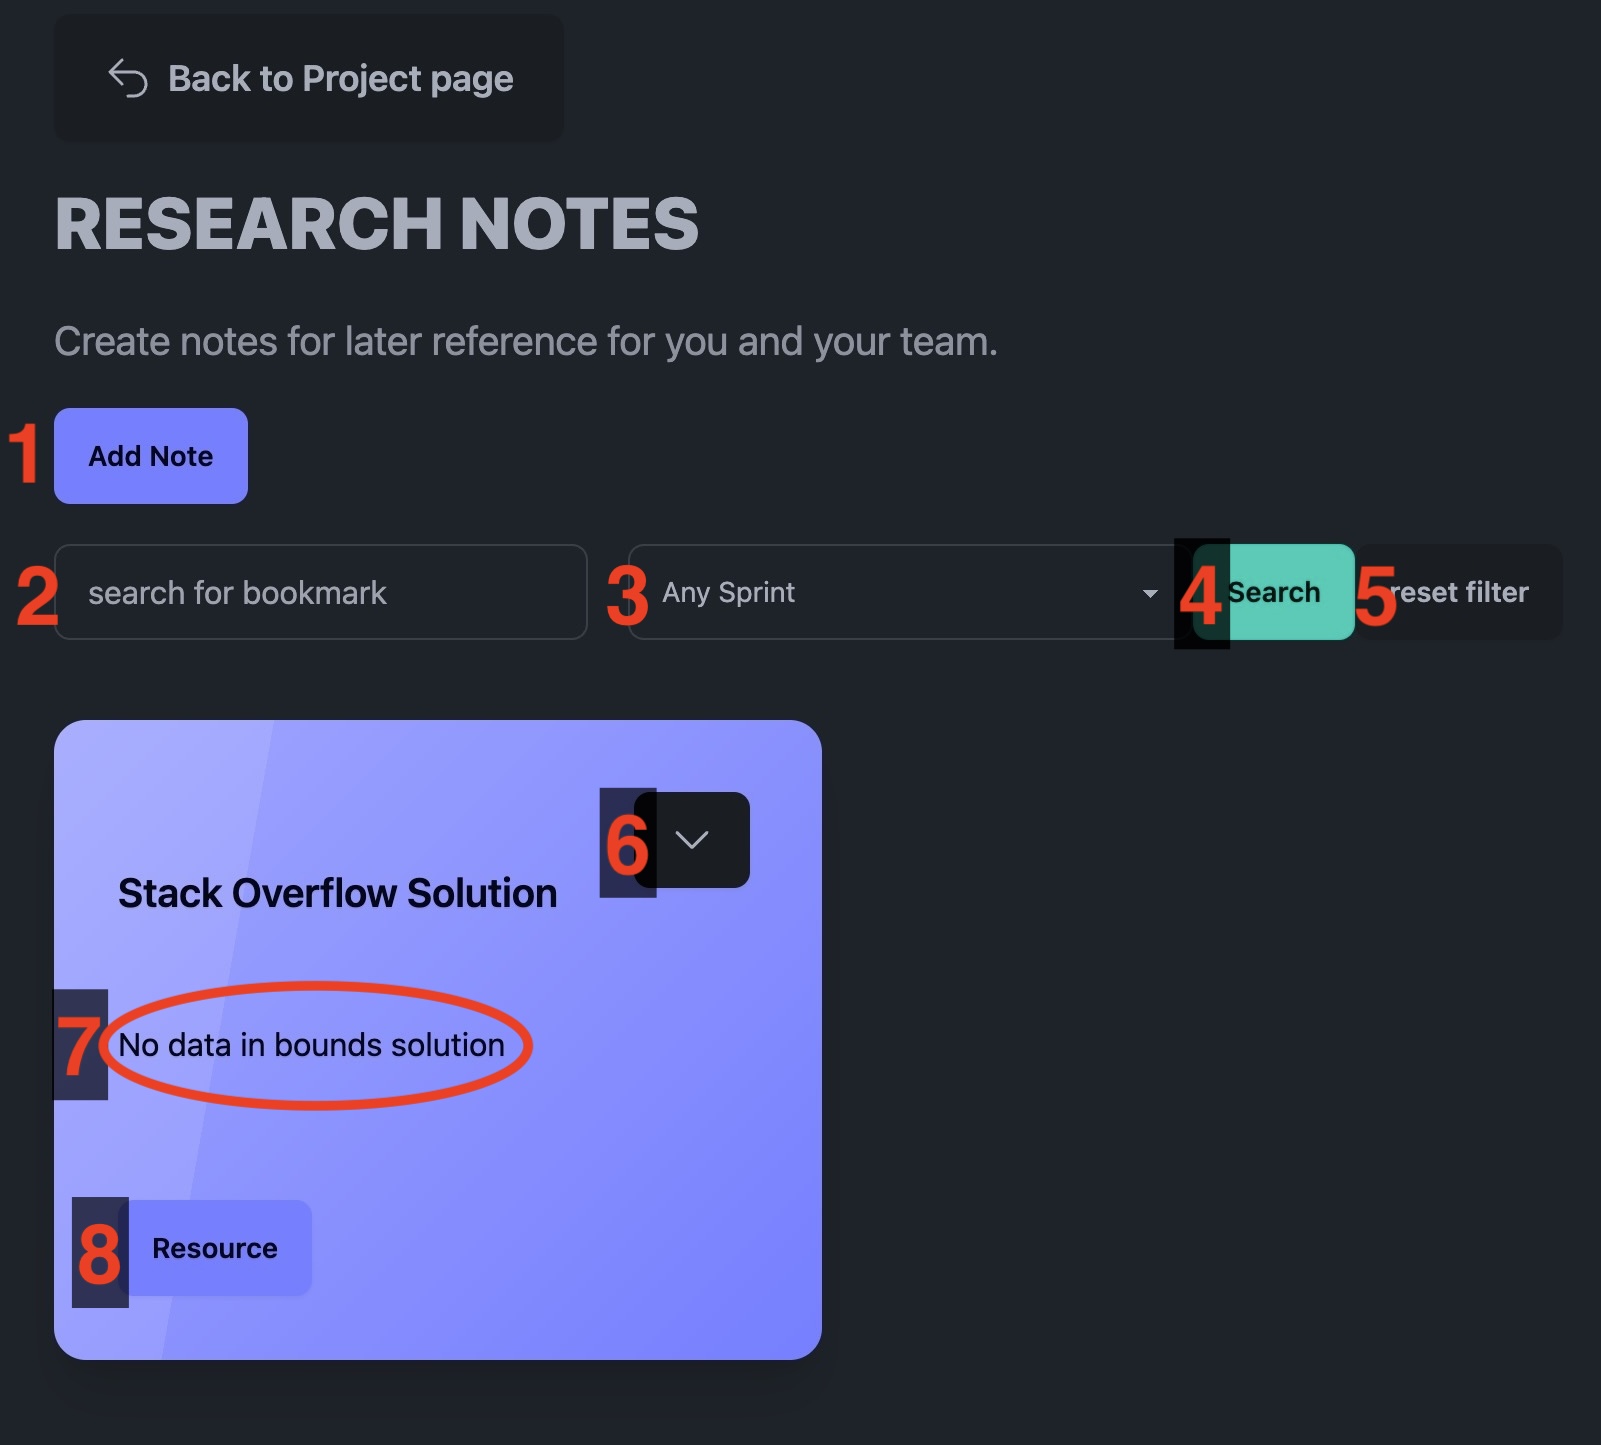 Back to Project page
RESEARCH NOTES
Create notes for later reference for you and your team.
1 Add Note
2 search for bookmark 3 Any Sprint 4 Search 5 reset filter
6
Stack Overflow Solution
7 No data in bounds solution
8 Resource